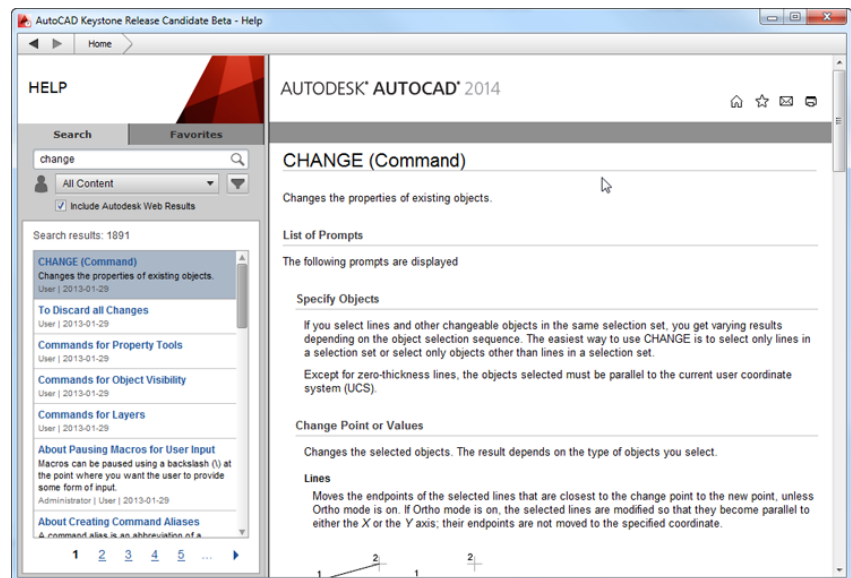 AutoCAD Keystone Release Candidate Beta - Help
Home
HELP
Search
Favorites
change
All Content
Include Autodesk Web Results
Search results: 1891
CHANGE (Command)
Changes the properties of existing objects.
User | 2013-01-29
To Discard all Changes
User | 2013-01-29
Commands for Property Tools
User | 2013-01-29
Commands for Object Visibility
User | 2013-01-29
Commands for Layers
User | 2013-01-29
About Pausing Macros for User Input
Macros can be paused using a backslash (\) at
the point where you want the user to provide
some form of input.
Administrator | User | 2013-01-29
About Creating Command Aliases
A command alias is an abbreviation of a
1 2 3 4 5 ...
AUTODESK® AUTOCAD® 2014
CHANGE (Command)
Changes the properties of existing objects.
List of Prompts
The following prompts are displayed
Specify Objects
If you select lines and other changeable objects in the same selection set, you get varying results
depending on the object selection sequence. The easiest way to use CHANGE is to select only lines in
a selection set or select only objects other than lines in a selection set.
Except for zero-thickness lines, the objects selected must be parallel to the current user coordinate
system (UCS).
Change Point or Values
Changes the selected objects. The result depends on the type of objects you select.
Lines
Moves the endpoints of the selected lines that are closest to the change point to the new point, unless
Ortho mode is on. If Ortho mode is on, the selected lines are modified so that they become parallel to
either the X or the Y axis; their endpoints are not moved to the specified coordinate.
2 2
1 1